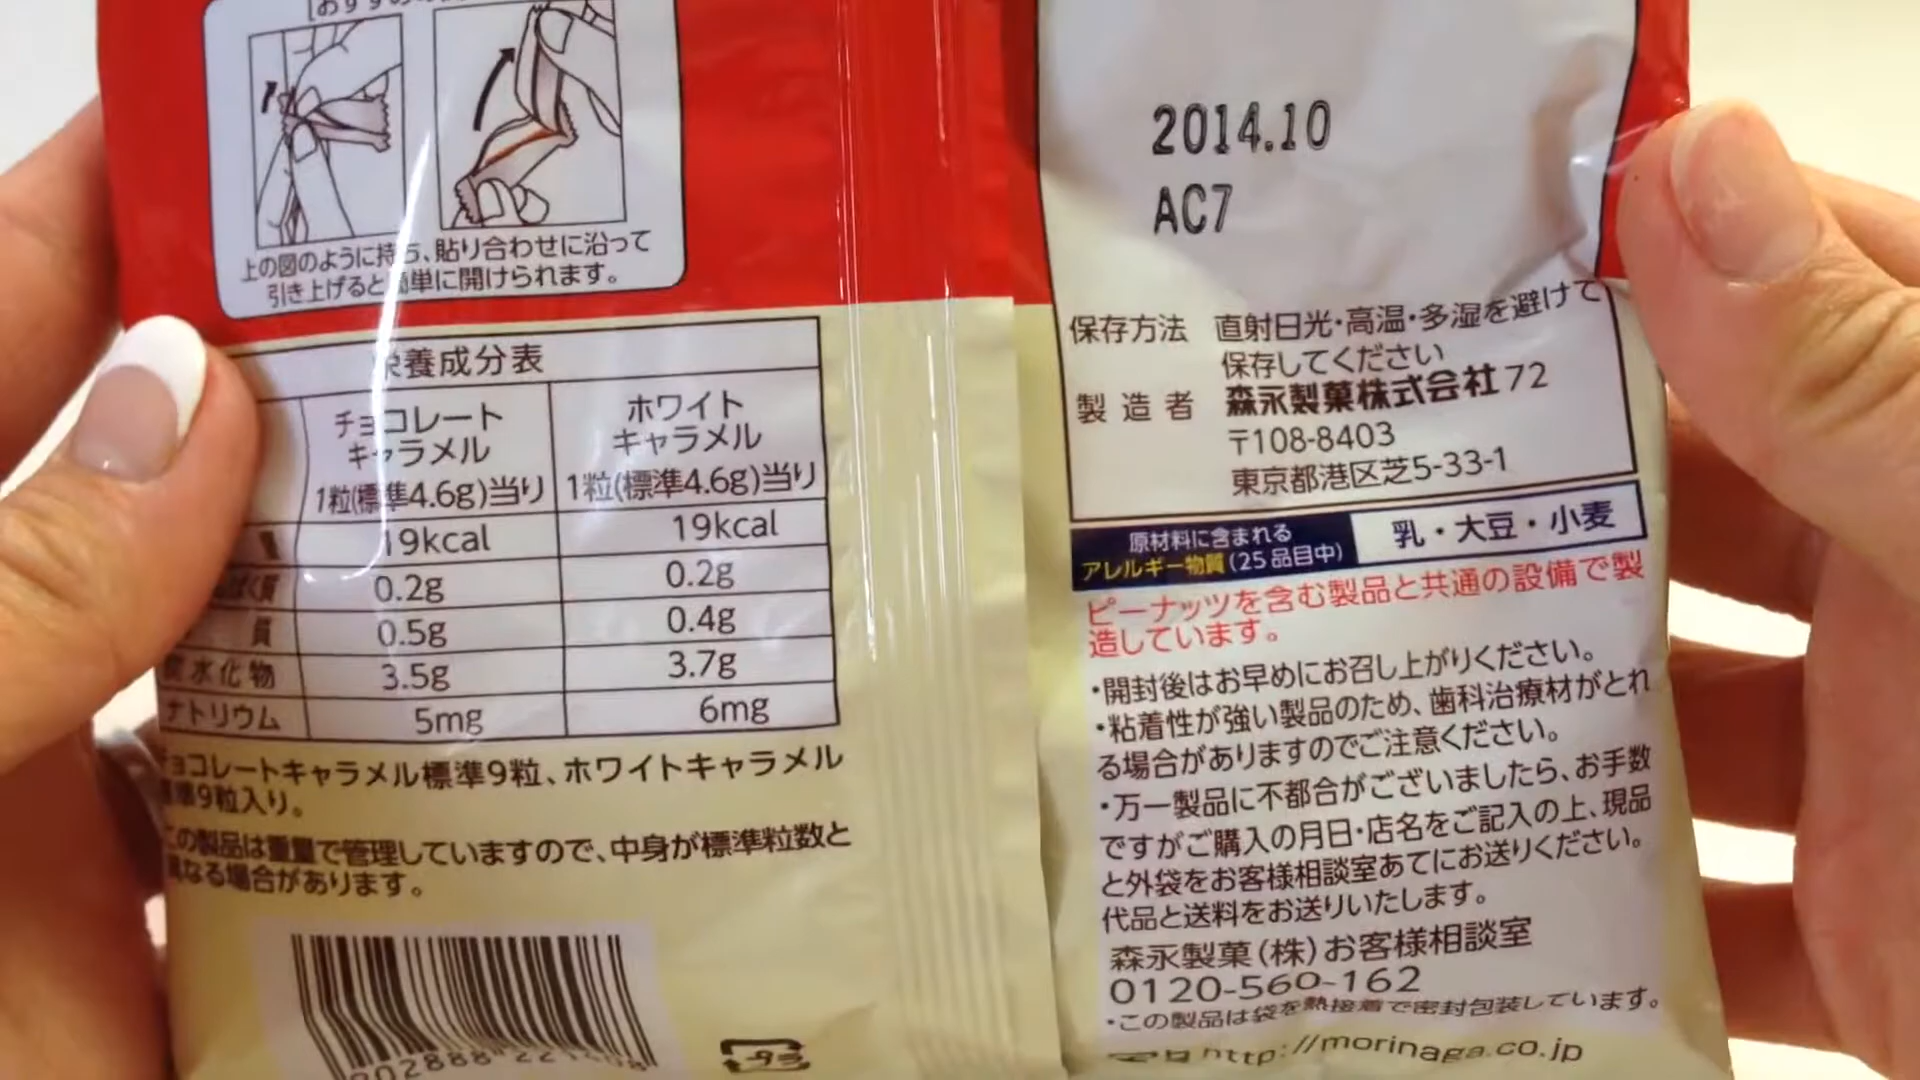 上の図のように持ち、貼り合わせに沿って
引き上げると簡単に開けられます。
栄養成分表
チョコレート
キャラメル
1粒(標準4.6g)当り
ホワイト
キャラメル
1粒(標準4.6g)当り
19kcal 19kcal
0.2g 0.2g
質 0.5g 0.4g
水化物 3.5g 3.7g
ナトリウム 5mg 6mg
チョコレートキャラメル標準9粒、ホワイトキャラメル
標準9粒入り。
この製品は重量で管理していますので、中身が標準粒数と
異なる場合があります。
2014.10
AC7
保存方法 直射日光・高温・多湿を避けて
保存してください
製造者 森永製菓株式会社 72
〒108-8403
東京都港区芝5-33-1
原材料に含まれる
アレルギー物質(25品目中)
乳・大豆・小麦
ピーナッツを含む製品と共通の設備で製
造しています。
・開封後はお早めにお召し上がりください。
・粘着性が強い製品のため、歯科治療材がとれ
る場合がありますのでご注意ください。
・万一製品に不都合がございましたら、お手数
ですがご購入の月日・店名をご記入の上、現品
と外袋をお客様相談室あてにお送りください。
代品と送料をお送りいたします。
森永製菓(株)お客様相談室
0120-560-162
・この製品は袋を熱接着で密封包装しています。
http://morinaga.co.jp